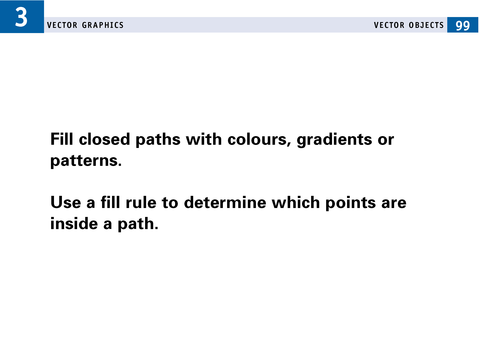 3
VECTOR GRAPHICS
VECTOR OBJECTS 99
Fill closed paths with colours, gradients or
patterns.
Use a fill rule to determine which points are
inside a path.